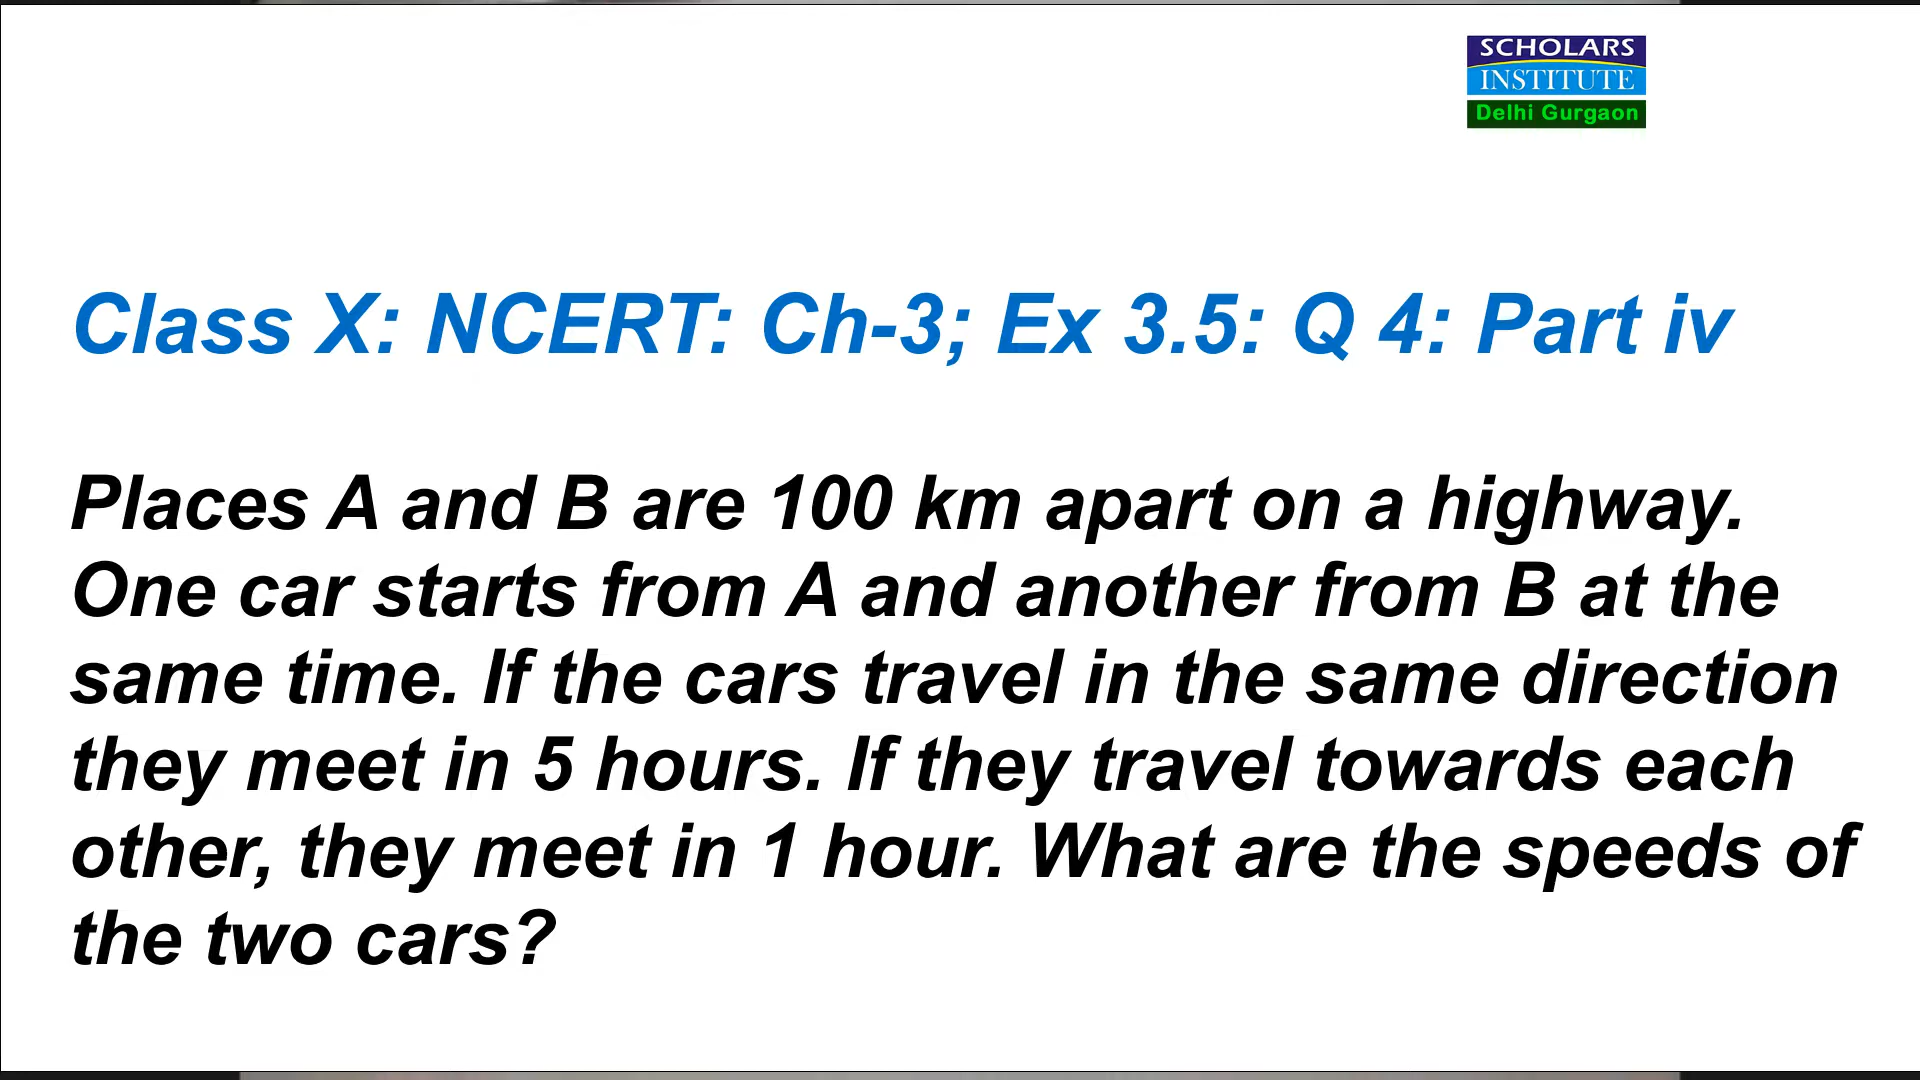 SCHOLARS
INSTITUTE
Delhi Gurgaon
Class X: NCERT: Ch-3; Ex 3.5: Q 4: Part iv
Places A and B are 100 km apart on a highway.
One car starts from A and another from B at the
same time. If the cars travel in the same direction
they meet in 5 hours. If they travel towards each
other, they meet in 1 hour. What are the speeds of
the two cars?